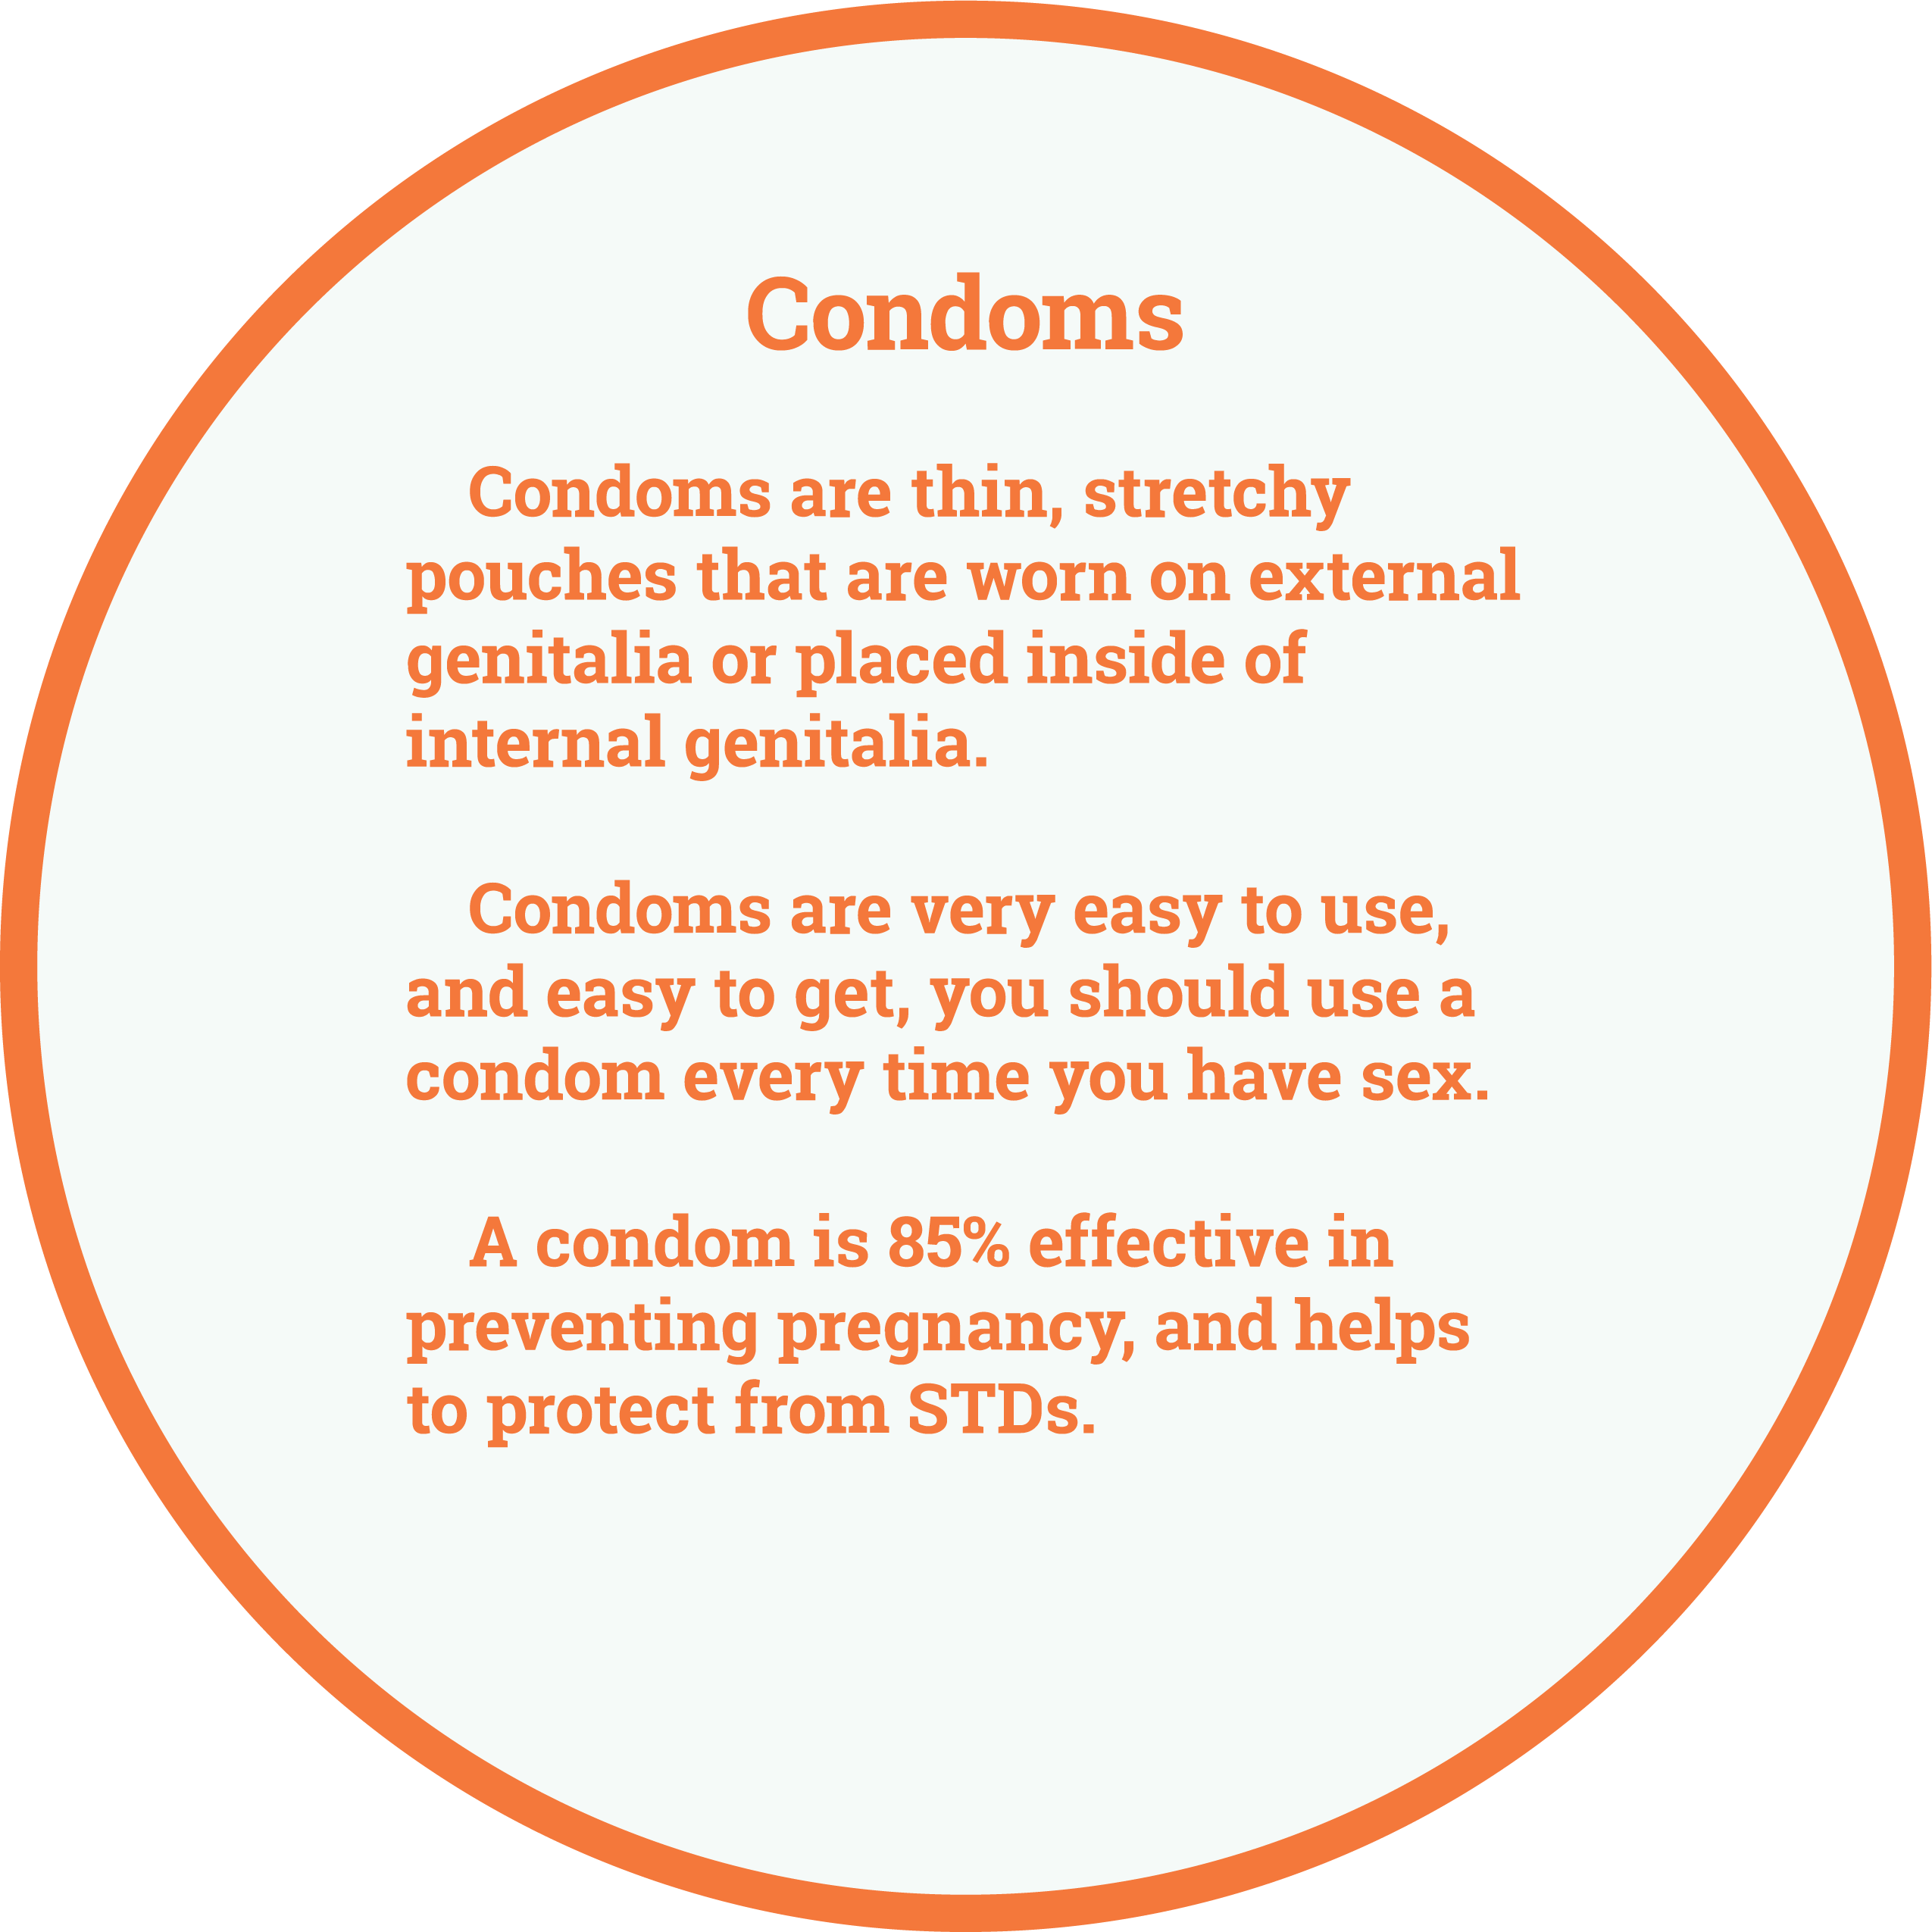 Condoms
Condoms are thin, stretchy
pouches that are worn on external
genitalia or plced inside of
internal genitalia.
Condoms are very easy to use,
and easy to get, you should use a
condom every time you have sex.
A condom is 85% effective in
preventing pregnancy, and helps
to protect from STDs.